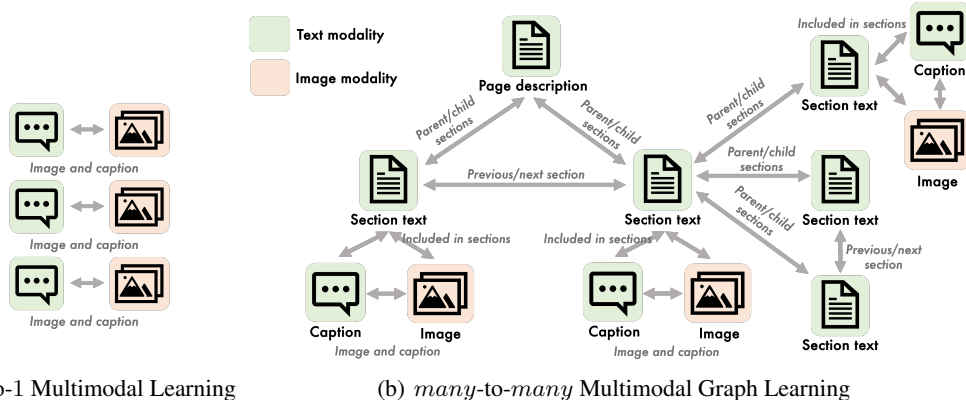 Text modality
Image modality
Page description
Included in sections
Caption
Section text
Image
Parent/child
sections
Parent/child
sections
Parent/child
sections
Image and caption
Image and caption
Image and caption
Previous/next section
Parent/child
sections
Section text
Section text
Section text
Parent/child
sections
Included in sections
Included in sections
Previous/next
section
Caption
Image
Caption
Image
Section text
Image and caption
Image and caption
o-1 Multimodal Learning
(b) many-to-many Multimodal Graph Learning